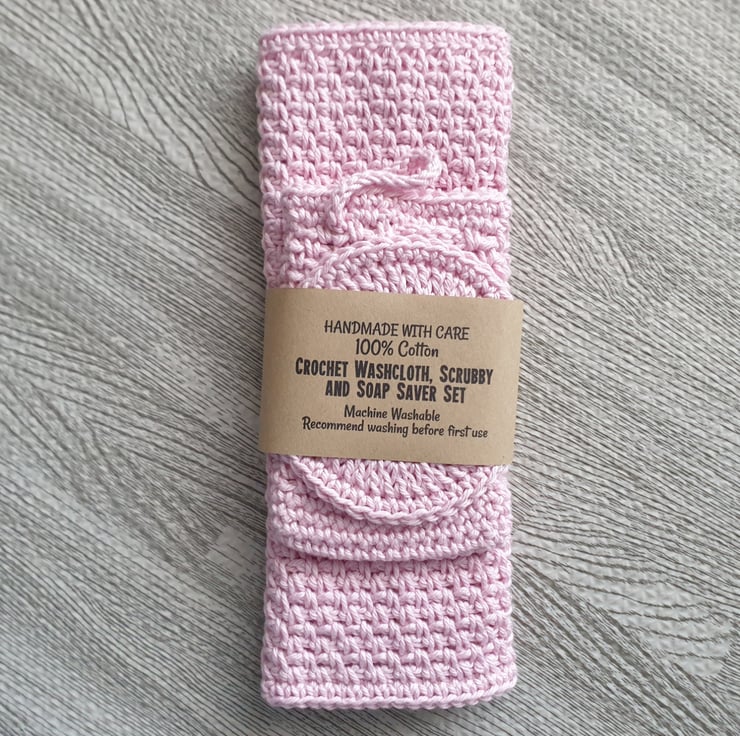 HANDMADE WITH CARE
100% Cotton
CROCHET WASHCLOTH, SCRUBBY
AND SOAP SAVER SET
Machine Washable
Recommend washing before first use